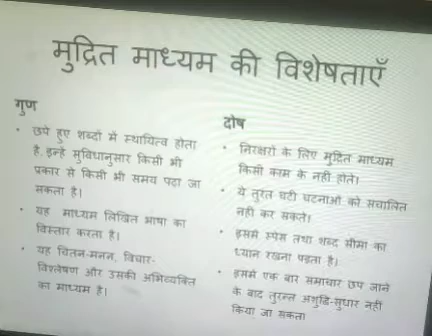 मुद्रित माध्यम की विशेषताएँ
गुण
• छपे हुए शब्दों में स्थायित्व होता
है, इन्हे सुविधानुसार किसी भी
प्रकार से किसी भी समय पढ़ा जा
सकता है।
• यह माध्यम लिखित भाषा का
विस्तार करता है।
• यह चिंतन-मनन, विचार-
विश्लेषण और उसकी अभिव्यक्ति
का माध्यम है।
दोष
• निरक्षरो के लिए मुद्रित माध्यम
किसी काम के नही होते।
• ये तुरंत घटी घटनाओं को संचालित
नही कर सकते।
• इसमे स्पेस तथा शब्द सीमा का
ध्यान रखना पड़ता है।
• इसमे एक बार समाचार छप जाने
के बाद तुरन्त अशुद्धि-सुधार नही
किया जा सकता